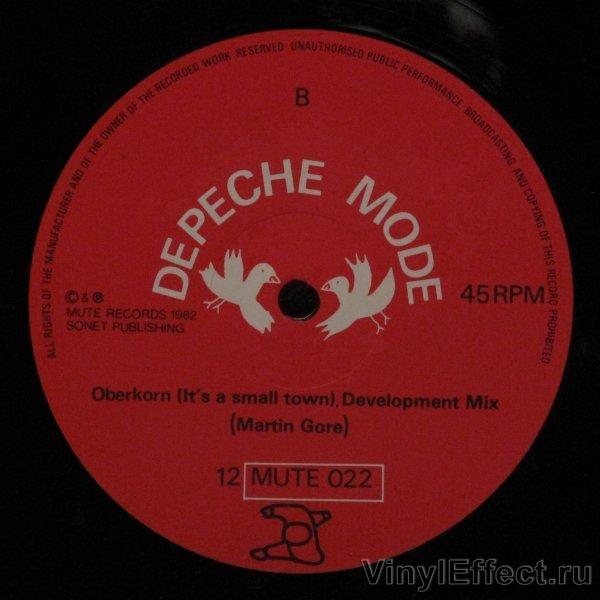 ALL RIGHTS OF THE MANUFACTURER AND OF THE OWNER OF THE RECORDED WORK RESERVED UNAUTHORISED PUBLIC PERFORMANCE BROADCASTING AND COPYING OF THIS RECORD PROHIBITED
B
DEPECHE MODE
© & ℗
MUTE RECORDS 1982
SONET PUBLISHING
45 RPM
Oberkorn (It's a small town), Development Mix
(Martin Gore)
12 MUTE 022
VinylEffect.ru